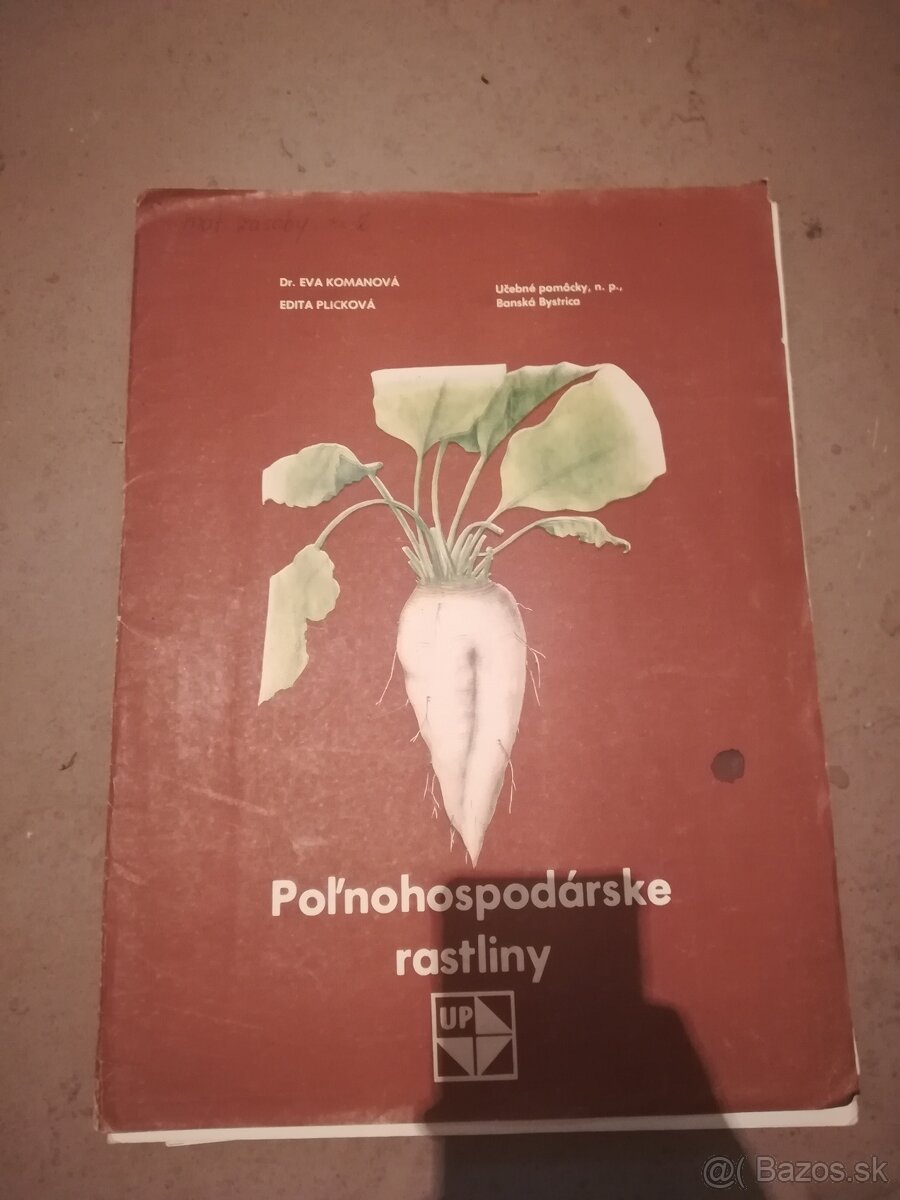 Dr. EVA KOMANOVÁ
EDITA PLICKOVÁ
Učebné pomôcky, n. p.,
Banská Bystrica
Poľnohospodárske
rastliny
UP
@( Bazos.sk